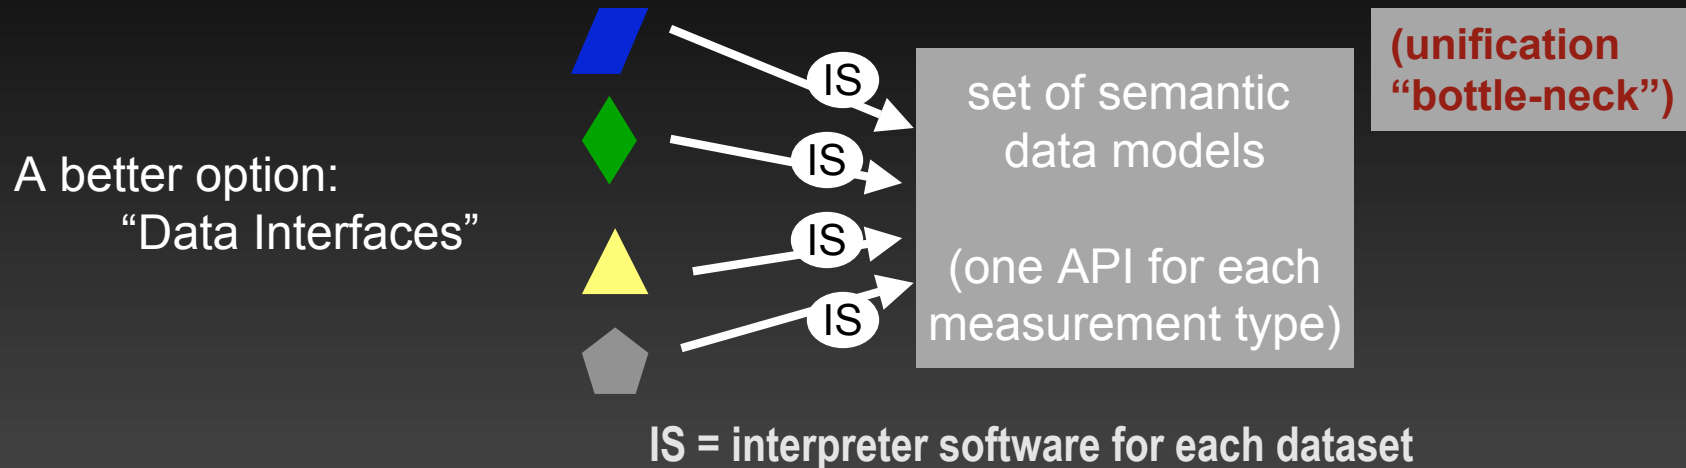 A better option:
“Data Interfaces”
IS
IS
IS
IS
set of semantic
data models
(one API for each
measurement type)
(unification
“bottle-neck”)
IS = interpreter software for each dataset